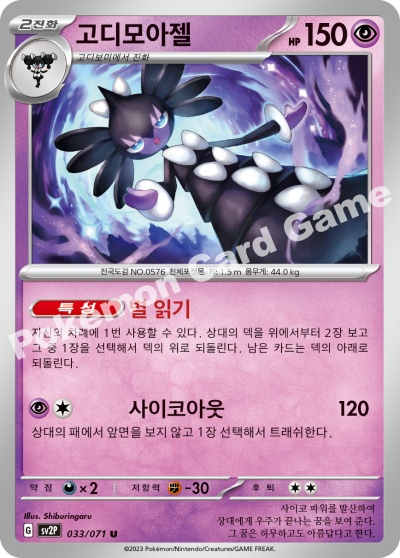 2진화 고디모아젤 HP 150
고디보미에서 진화
Pokémon Card Game
전국도감 NO.0576 천체포켓몬 키: 1.5m 몸무게: 44.0kg
특성 별 읽기
자신의 차례에 1번 사용할 수 있다. 상대의 덱을 위에서부터 2장 보고
그 중 1장을 선택해서 덱의 위로 되돌린다. 남은 카드는 덱의 아래로
되돌린다.
사이코아웃 120
상대의 패에서 앞면을 보지 않고 1장 선택해서 트래쉬한다.
약점 ×2 저항력 -30 후퇴
Illus. Shiburingaru
G SV2P 033/071 U
사이코 파워를 발산하여
상대에게 우주가 끝나는 꿈을 보여 준다.
그 꿈은 허무하고도 아름답다고 한다.
©2023 Pokémon/Nintendo/Creatures/GAME FREAK.